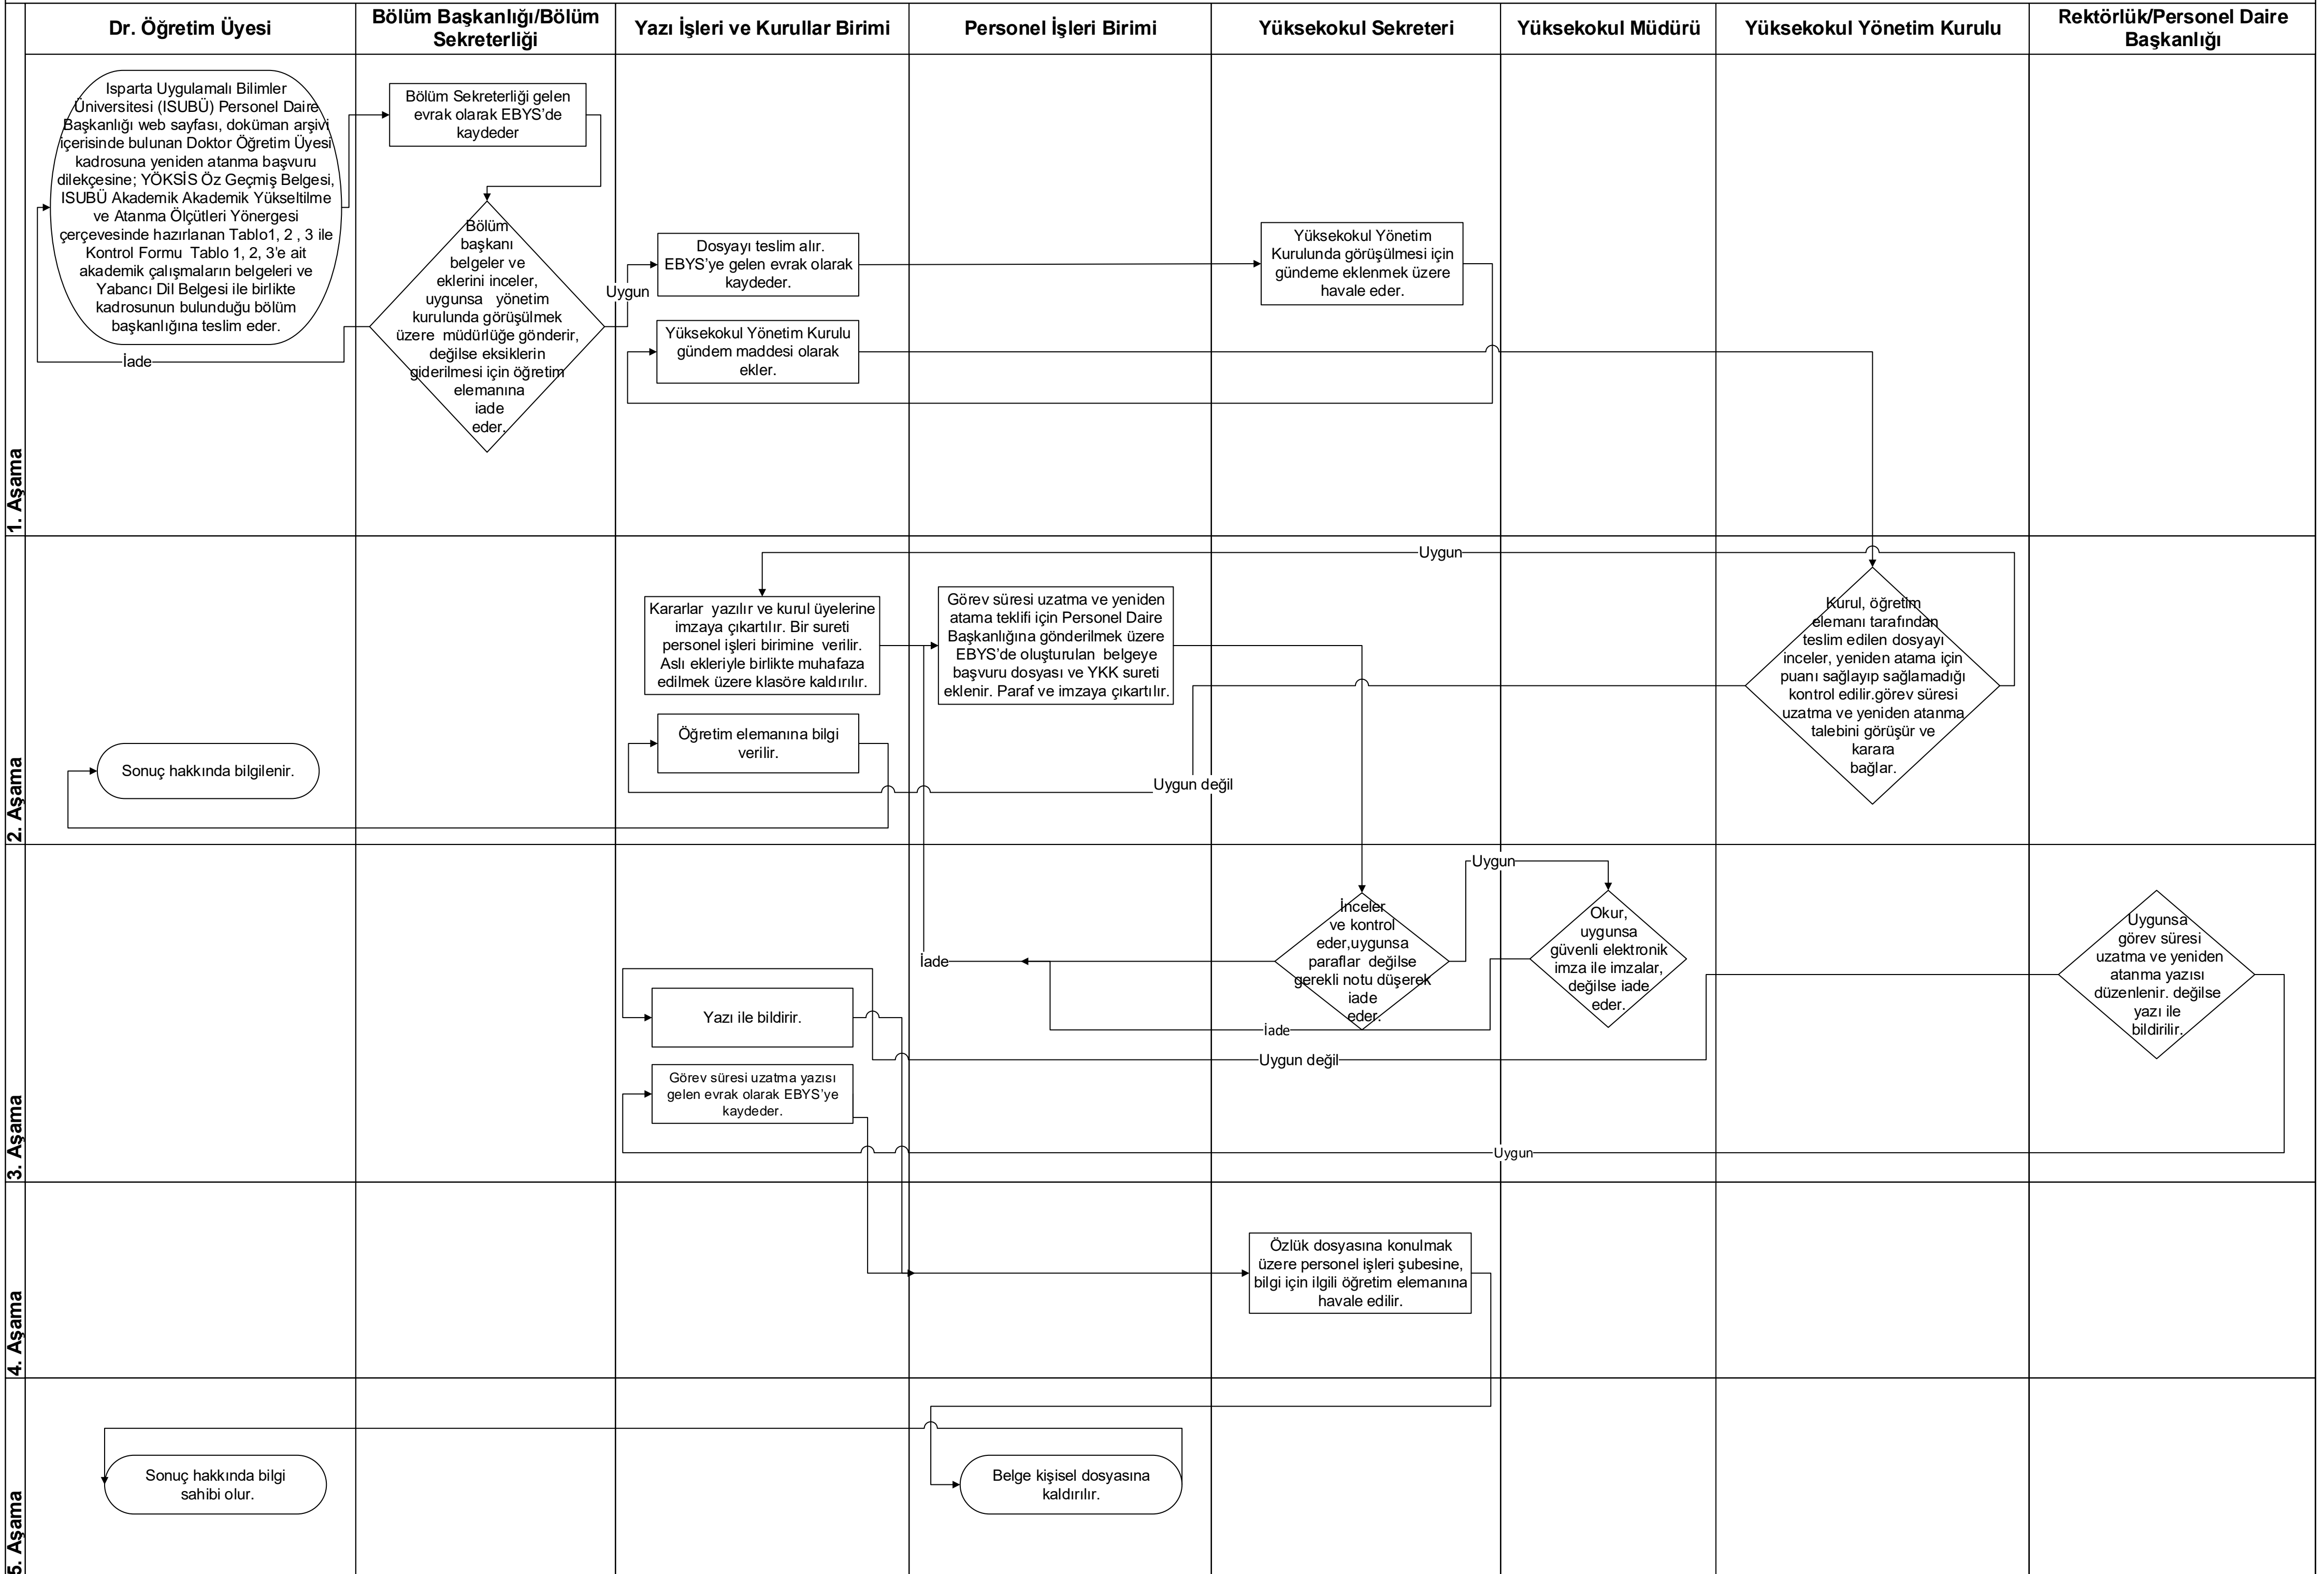 Dr. Öğretim Üyesi
Bölüm Başkanlığı/Bölüm
Sekreterliği
Yazı İşleri ve Kurullar Birimi
Personel İşleri Birimi
Yüksekokul Sekreteri
Yüksekokul Müdürü
Yüksekokul Yönetim Kurulu
Rektörlük/Personel Daire
Başkanlığı
1. Aşama
Isparta Uygulamalı Bilimler
Üniversitesi (ISUBÜ) Personel Daire
Başkanlığı web sayfası, doküman arşivi
içerisinde bulunan Doktor Öğretim Üyesi
kadrosuna yeniden atanma başvuru
dilekçesine; YÖKSİS Öz Geçmiş Belgesi,
ISUBÜ Akademik Akademik Yükseltilme
ve Atanma Ölçütleri Yönergesi
çerçevesinde hazırlanan Tablo1, 2 , 3 ile
Kontrol Formu  Tablo 1, 2, 3'e ait
akademik çalışmaların belgeleri ve
Yabancı Dil Belgesi ile birlikte
kadrosunun bulunduğu bölüm
başkanlığına teslim eder.
İade
Bölüm Sekreterliği gelen
evrak olarak EBYS’de
kaydeder
Bölüm
başkanı
belgeler ve
eklerini inceler,
uygunsa   yönetim
kurulunda görüşülmek
üzere  müdürlüğe gönderir,
değilse eksiklerin
giderilmesi için öğretim
elemanına
iade
eder.
Uygun
Dosyayı teslim alır.
EBYS’ye gelen evrak olarak
kaydeder.
Yüksekokul Yönetim Kurulu
gündem maddesi olarak
ekler.
Yüksekokul Yönetim
Kurulunda görüşülmesi için
gündeme eklenmek üzere
havale eder.
2. Aşama
Uygun
Kararlar  yazılır ve kurul üyelerine
imzaya çıkartılır. Bir sureti
personel işleri birimine  verilir.
Aslı ekleriyle birlikte muhafaza
edilmek üzere klasöre kaldırılır.
Görev süresi uzatma ve yeniden
atama teklifi için Personel Daire
Başkanlığına gönderilmek üzere
EBYS’de oluşturulan  belgeye
başvuru dosyası ve YKK sureti
eklenir. Paraf ve imzaya çıkartılır.
Kurul, öğretim
elemanı tarafından
teslim edilen dosyayı
inceler, yeniden atama için
puanı sağlayıp sağlamadığı
kontrol edilir.görev süresi
uzatma ve yeniden atanma
talebini görüşür ve
karara
bağlar.
Öğretim elemanına bilgi
verilir.
Sonuç hakkında bilgilenir.
Uygun değil
3. Aşama
Uygun
İnceler
ve kontrol
eder,uygunsa
paraflar  değilse
gerekli notu düşerek
iade
eder.
Okur,
uygunsa
güvenli elektronik
imza ile imzalar,
değilse iade
eder.
Uygunsa
görev süresi
uzatma ve yeniden
atanma yazısı
düzenlenir. değilse
yazı ile
bildirilir.
İade
Yazı ile bildirir.
İade
Uygun değil
Görev süresi uzatma yazısı
gelen evrak olarak EBYS’ye
kaydeder.
Uygun
4. Aşama
Özlük dosyasına konulmak
üzere personel işleri şubesine,
bilgi için ilgili öğretim elemanına
havale edilir.
5. Aşama
Sonuç hakkında bilgi
sahibi olur.
Belge kişisel dosyasına
kaldırılır.